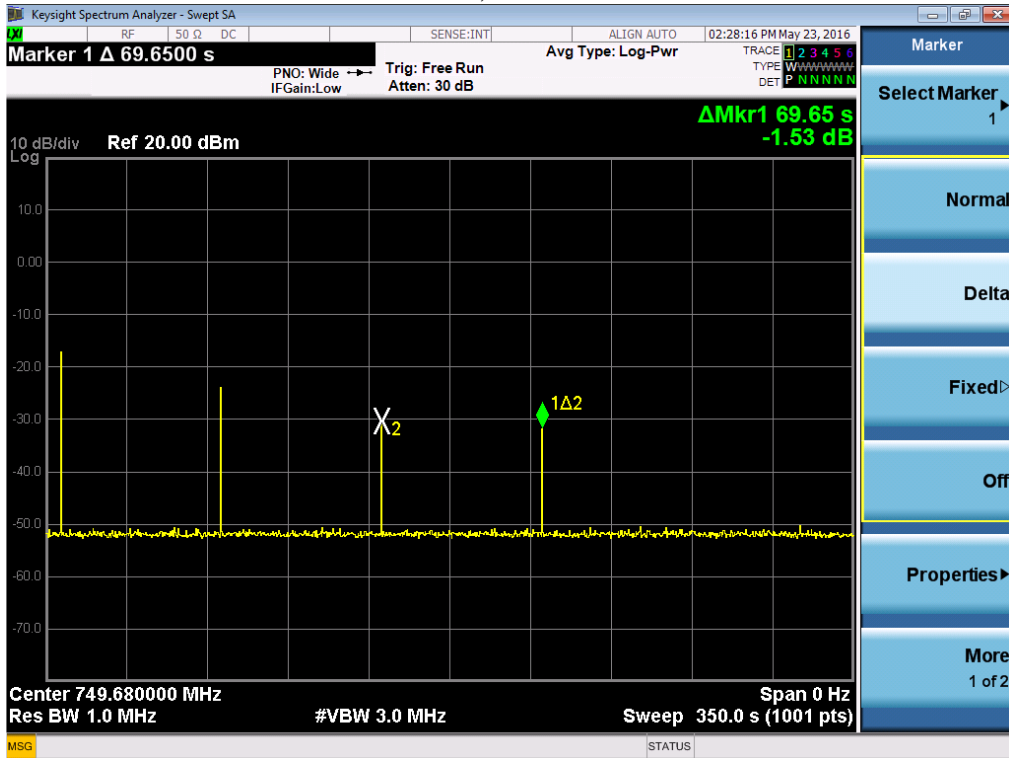 Keysight Spectrum Analyzer - Swept SA
LXI RF 50 Ω DC SENSE:INT ALIGN AUTO 02:28:16 PM May 23, 2016
Marker 1 Δ 69.6500 s
PNO: Wide
IFGain:Low
Trig: Free Run
Atten: 30 dB
Avg Type: Log-Pwr
TRACE 1 2 3 4 5 6
TYPE WWWWWW
DET P N N N N N
ΔMkr1 69.65 s
-1.53 dB
10 dB/div Ref 20.00 dBm
Log
10.0
0.00
-10.0
-20.0
-30.0
-40.0
-50.0
-60.0
-70.0
2
1Δ2
Center 749.680000 MHz Span 0 Hz
Res BW 1.0 MHz #VBW 3.0 MHz Sweep 350.0 s (1001 pts)
MSG STATUS
Marker
Select Marker
1
Normal
Delta
Fixed
Off
Properties
More
1 of 2